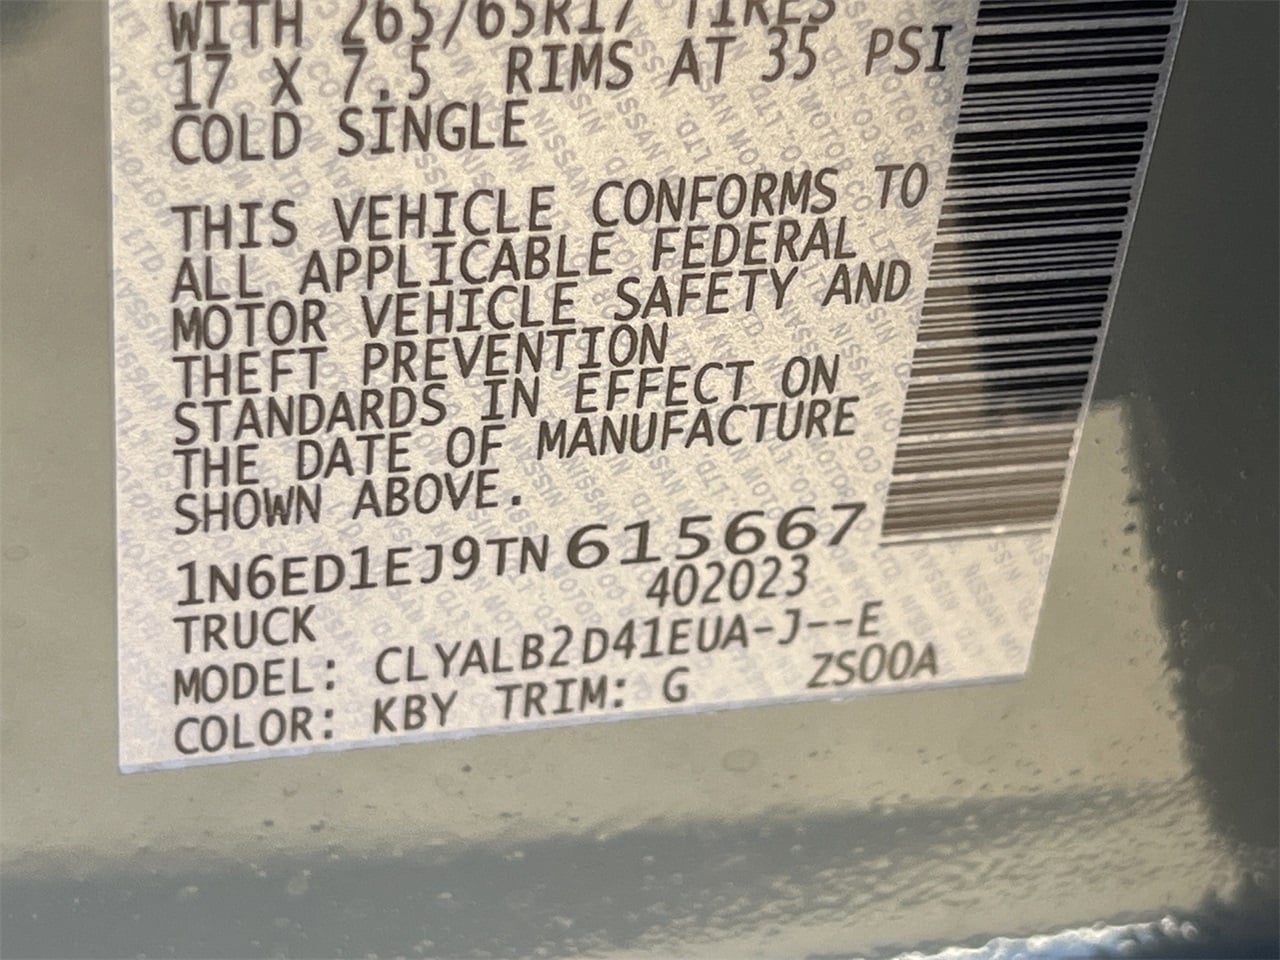 WITH 265/65R17 TIRES
17 X 7.5 RIMS AT 35 PSI
COLD SINGLE
THIS VEHICLE CONFORMS TO
ALL APPLICABLE FEDERAL
MOTOR VEHICLE SAFETY AND
THEFT PREVENTION
STANDARDS IN EFFECT ON
THE DATE OF MANUFACTURE
SHOWN ABOVE.
1N6ED1EJ9TN615667
402023
TRUCK
MODEL: CLYALB2D41EUA-J--E
COLOR: KBY TRIM: G ZS00A